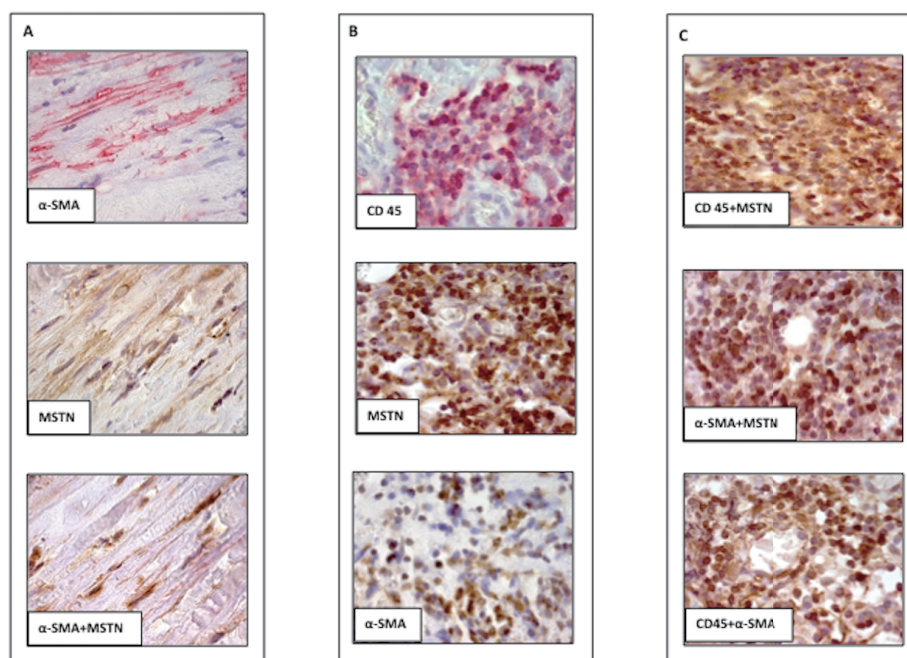 A
α-SMA
MSTN
α-SMA+MSTN
B
CD 45
MSTN
α-SMA
C
CD 45+MSTN
α-SMA+MSTN
CD45+α-SMA